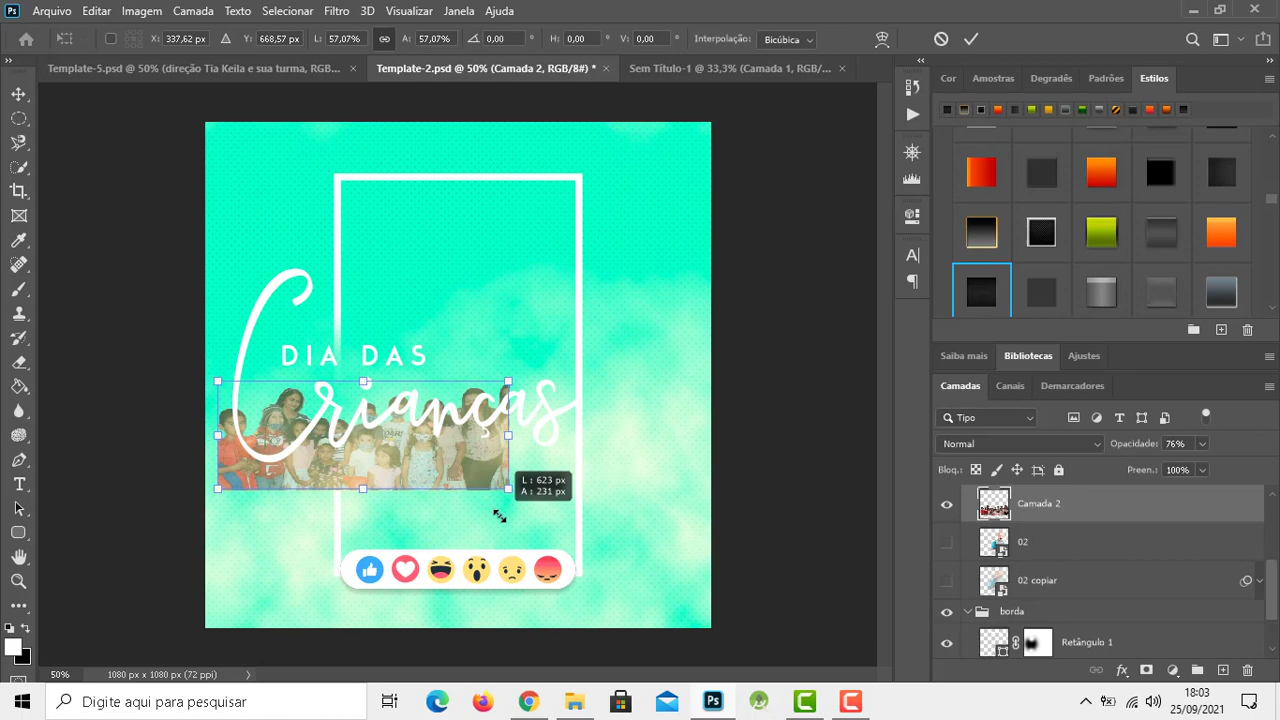 Ps Arquivo Editar Imagem Camada Texto Selecionar Filtro 3D Visualizar Janela Ajuda
X: 337,62 px Y: 668,57 px L: 57,07% A: 57,07% 0,00 ° H: 0,00 ° V: 0,00 ° Interpolação: Bicúbica
Template-5.psd @ 50% (direção Tia Keila e sua turma, RGB... × Template-2.psd @ 50% (Camada 2, RGB/8#) * × Sem Título-1 @ 33,3% (Camada 1, RGB/... ×
Cor Amostras Degradês Padrões Estilos
DIA DAS
Crianças
L : 623 px
A : 231 px
Saiba mais Bibliotecas Ajustes
Camadas Canais Demarcadores
Tipo
Normal Opacidade: 76%
Bloq.: Preen.: 100%
Camada 2
02
02 copiar
borda
Retângulo 1
50% 1080 px x 1080 px (72 ppi)
Digite aqui para pesquisar
18:03
25/09/2021